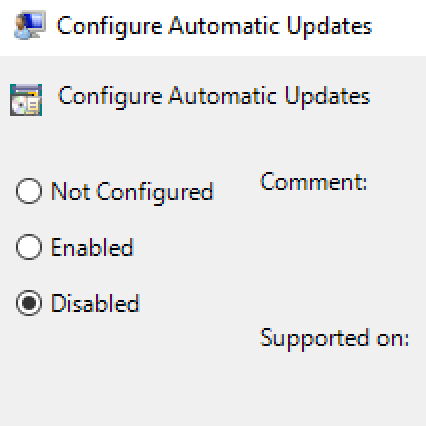 Configure Automatic Updates
Configure Automatic Updates
Not Configured
Comment:
Enabled
Disabled
Supported on: